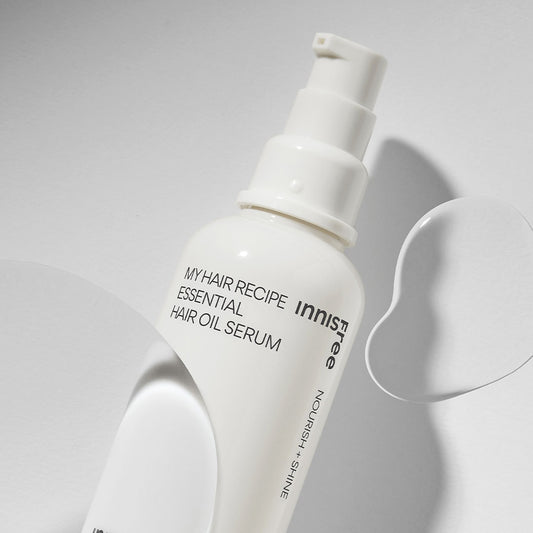 MY HAIR RECIPE
ESSENTIAL
HAIR OIL SERUM
INNISFree
NOURISH + SHINE